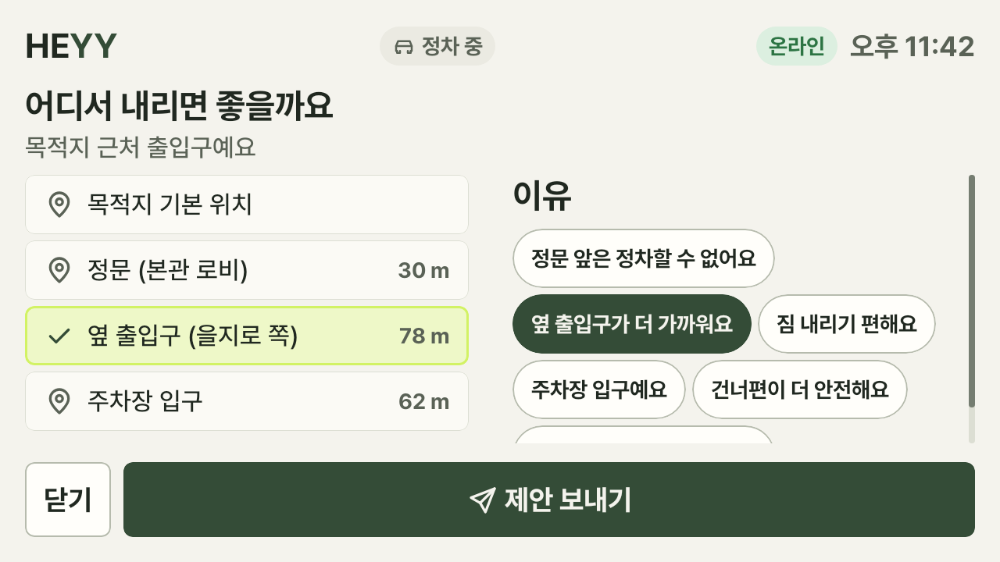 HEYY
정차 중
온라인
오후 11:42
어디서 내리면 좋을까요
목적지 근처 출입구예요
목적지 기본 위치
정문 (본관 로비)
30 m
옆 출입구 (을지로 쪽)
78 m
주차장 입구
62 m
이유
정문 앞은 정차할 수 없어요
옆 출입구가 더 가까워요
짐 내리기 편해요
주차장 입구예요
건너편이 더 안전해요
닫기
제안 보내기